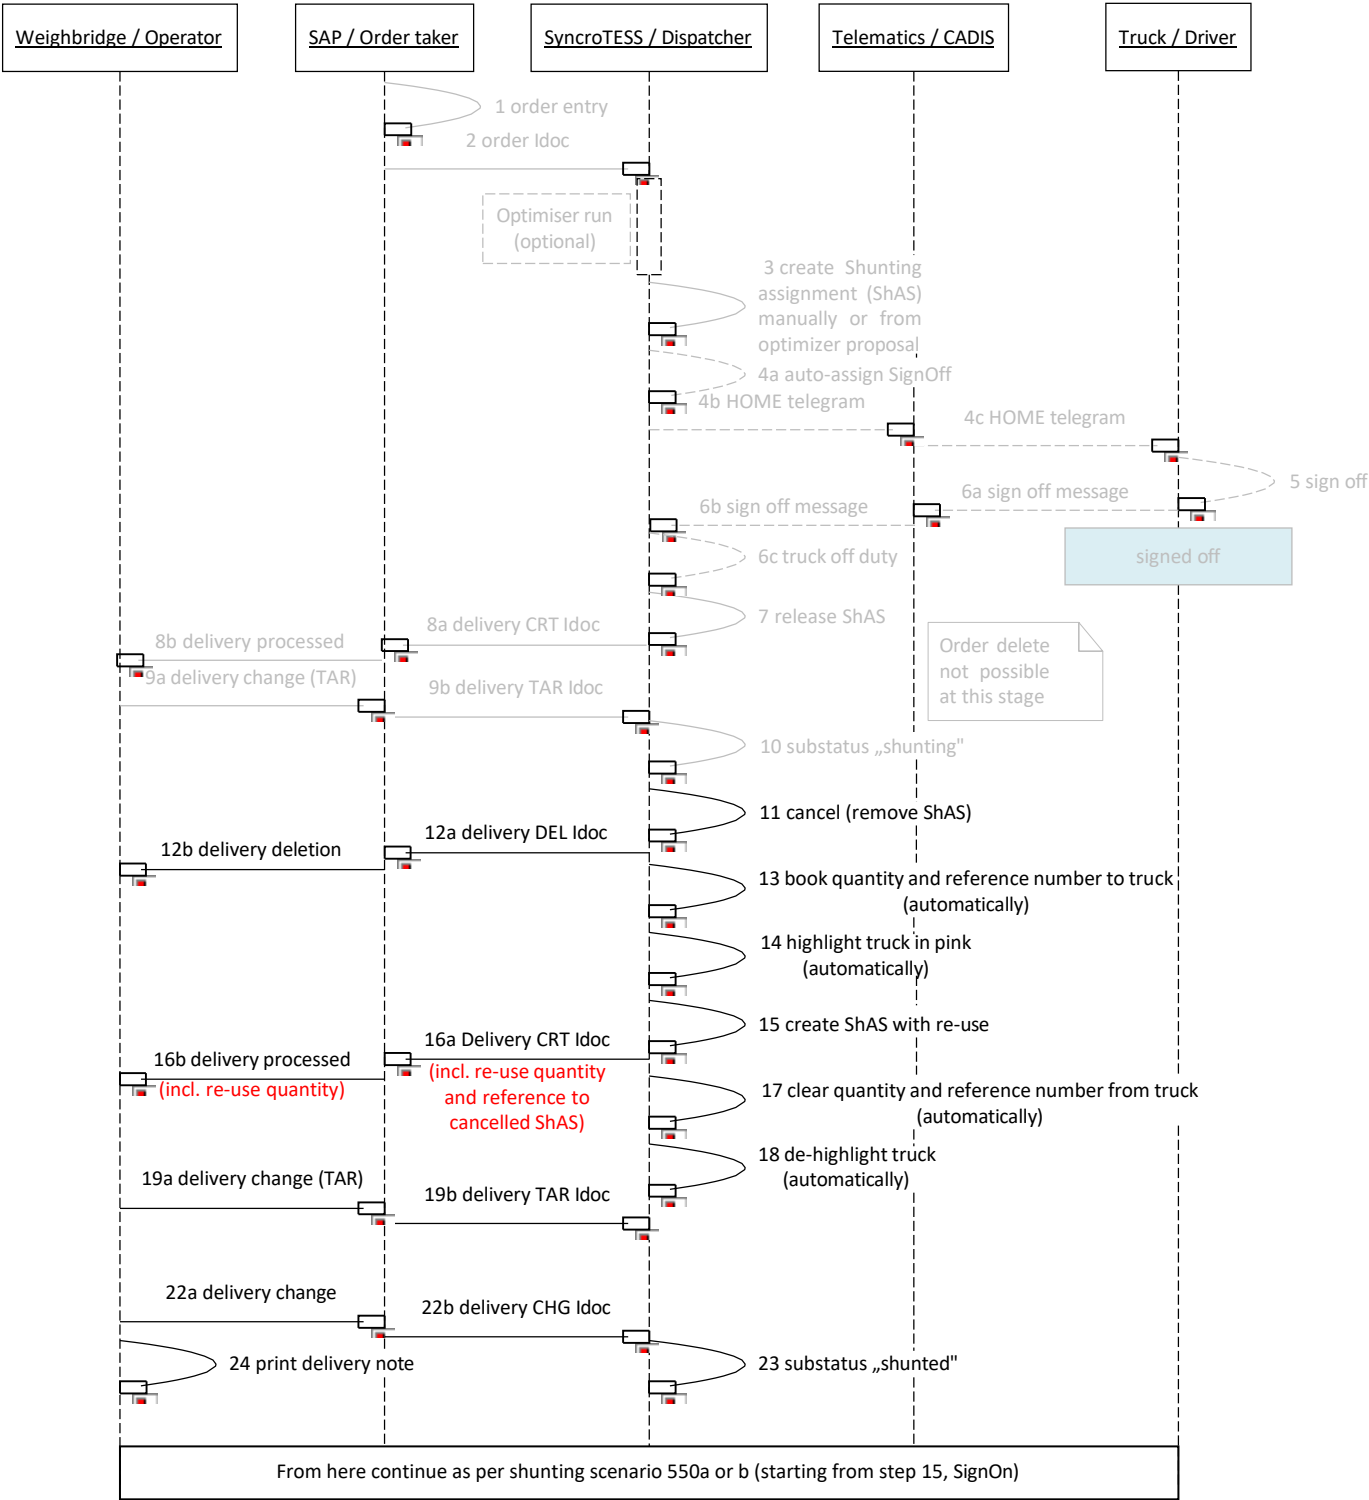 Weighbridge / Operator
SAP / Order taker
SyncroTESS / Dispatcher
Telematics / CADIS
Truck / Driver
1 order entry
2 order Idoc
Optimiser run
(optional)
3 create Shunting
assignment (ShAS)
manually or from
optimizer proposal
4a auto-assign SignOff
4b HOME telegram
4c HOME telegram
5 sign off
6a sign off message
6b sign off message
6c truck off duty
signed off
7 release ShAS
8a delivery CRT Idoc
8b delivery processed
Order delete
not possible
at this stage
9a delivery change (TAR)
9b delivery TAR Idoc
10 substatus „shunting"
11 cancel (remove ShAS)
12a delivery DEL Idoc
12b delivery deletion
13 book quantity and reference number to truck
(automatically)
14 highlight truck in pink
(automatically)
15 create ShAS with re-use
16a Delivery CRT Idoc
(incl. re-use quantity
and reference to
cancelled ShAS)
16b delivery processed
(incl. re-use quantity)
17 clear quantity and reference number from truck
(automatically)
18 de-highlight truck
(automatically)
19a delivery change (TAR)
19b delivery TAR Idoc
22a delivery change
22b delivery CHG Idoc
24 print delivery note
23 substatus „shunted"
From here continue as per shunting scenario 550a or b (starting from step 15, SignOn)